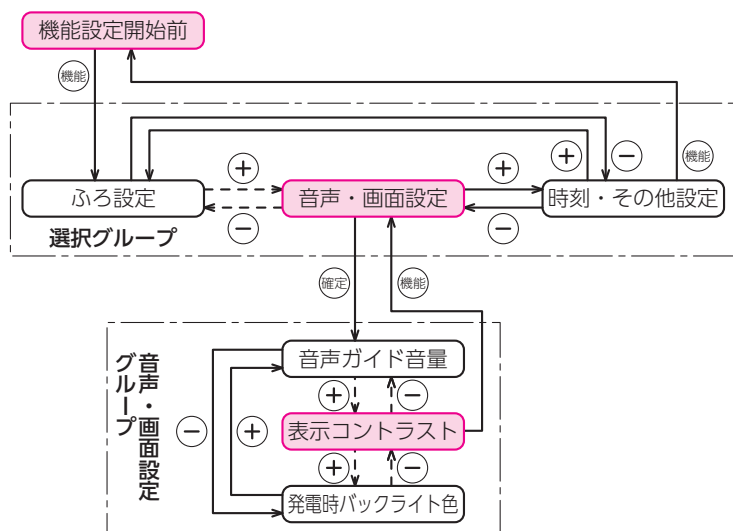 機能設定開始前
機能
＋
＋
－
機能
ふろ設定
音声・画面設定
＋
時刻・その他設定
－
－
選択グループ
確定
機能
音声・画面設定
グループ
音声ガイド音量
＋
－
－
＋
表示コントラスト
＋
－
発電時バックライト色